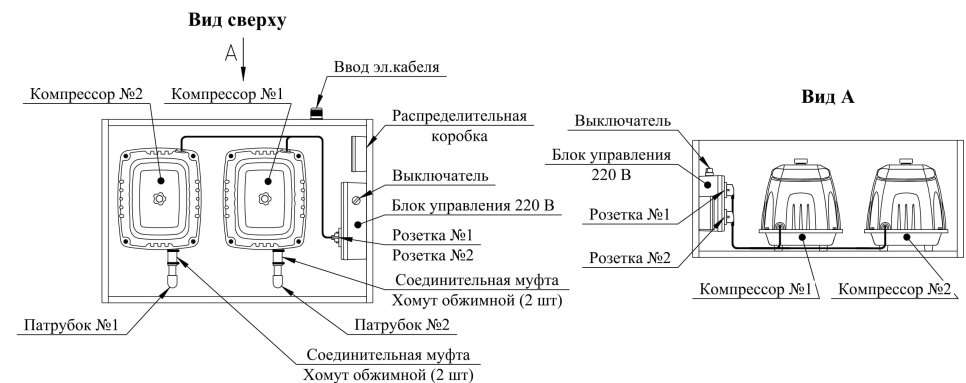 Вид сверху
А
Ввод эл.кабеля
Компрессор №2
Компрессор №1
Распределительная
коробка
Выключатель
Блок управления 220 В
Розетка №1
Розетка №2
Соединительная муфта
Хомут обжимной (2 шт)
Патрубок №1
Патрубок №2
Соединительная муфта
Хомут обжимной (2 шт)
Вид А
Выключатель
Блок управления
220 В
Розетка №1
Розетка №2
Компрессор №1
Компрессор №2